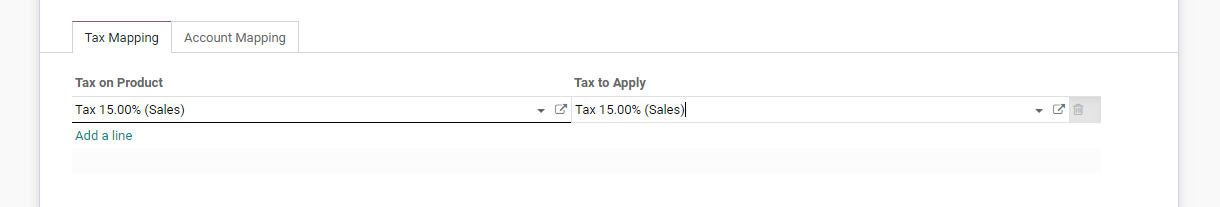 Tax Mapping Account Mapping
Tax on Product Tax to Apply
Tax 15.00% (Sales) Tax 15.00% (Sales)
Add a line